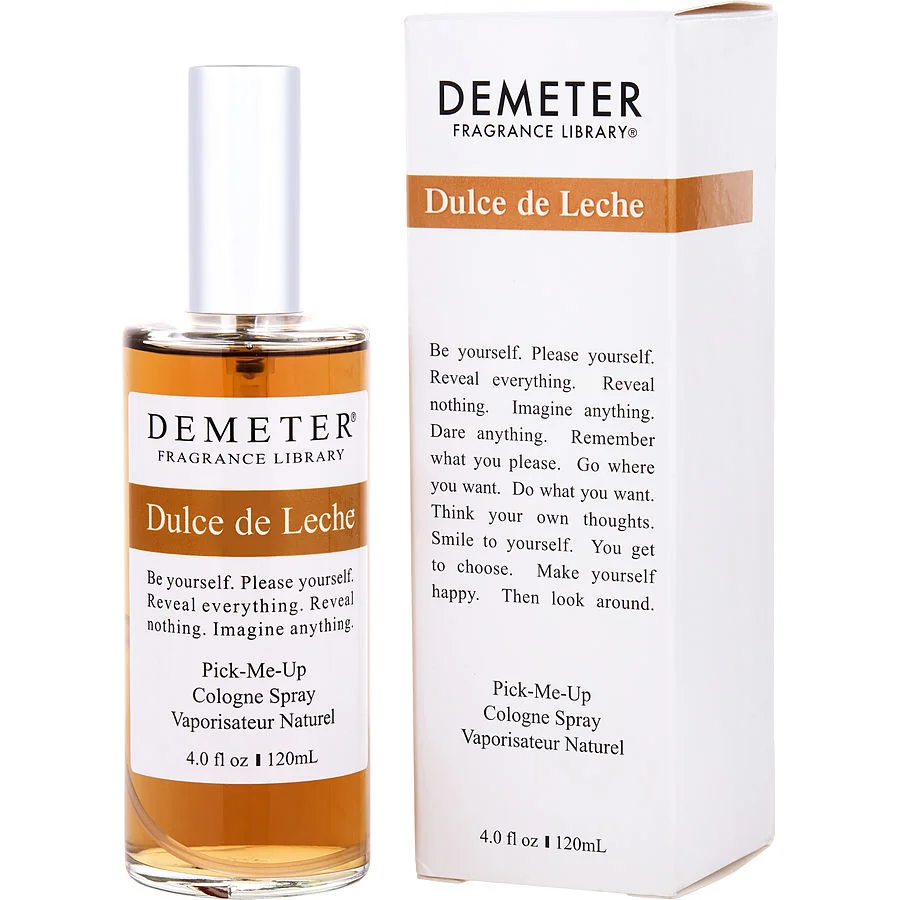 DEMETER®
FRAGRANCE LIBRARY
Dulce de Leche
Be yourself. Please yourself.
Reveal everything. Reveal
nothing. Imagine anything.
Pick-Me-Up
Cologne Spray
Vaporisateur Naturel
4.0 fl oz ❙ 120mL
DEMETER
FRAGRANCE LIBRARY®
Dulce de Leche
Be yourself. Please yourself.
Reveal everything. Reveal
nothing. Imagine anything.
Dare anything. Remember
what you please. Go where
you want. Do what you want.
Think your own thoughts.
Smile to yourself. You get
to choose. Make yourself
happy. Then look around.
Pick-Me-Up
Cologne Spray
Vaporisateur Naturel
4.0 fl oz ❙ 120mL